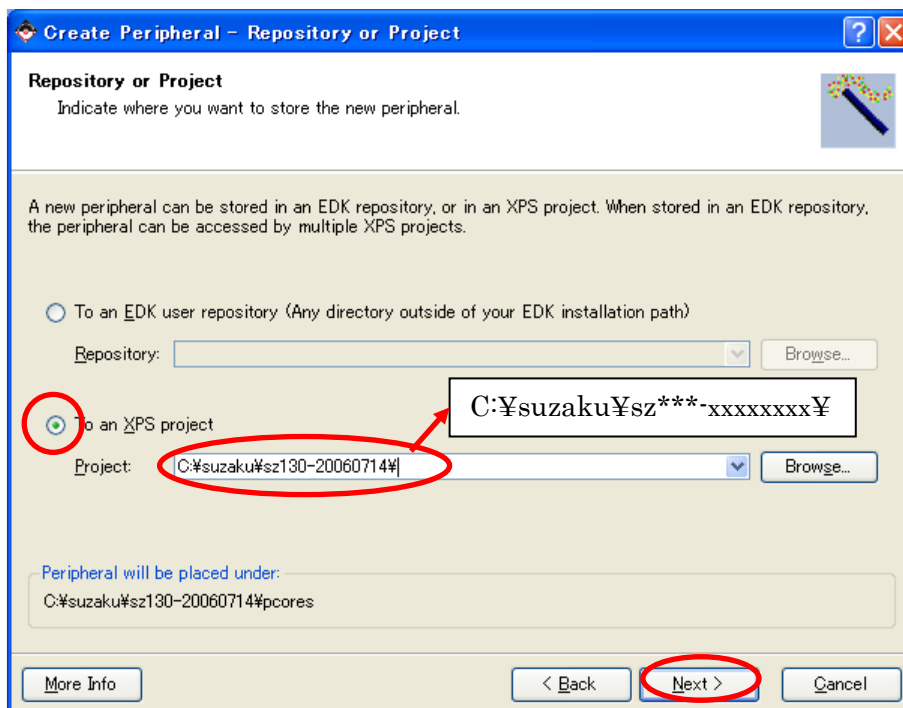 Create Peripheral - Repository or Project
Repository or Project
Indicate where you want to store the new peripheral.
A new peripheral can be stored in an EDK repository, or in an XPS project. When stored in an EDK repository,
the peripheral can be accessed by multiple XPS projects.
To an EDK user repository (Any directory outside of your EDK installation path)
Repository:
Browse...
C:¥suzaku¥sz***-xxxxxxxx¥
To an XPS project
Project: C:¥suzaku¥sz130-20060714¥
Browse...
Peripheral will be placed under:
C:¥suzaku¥sz130-20060714¥pcores
More Info
< Back
Next >
Cancel